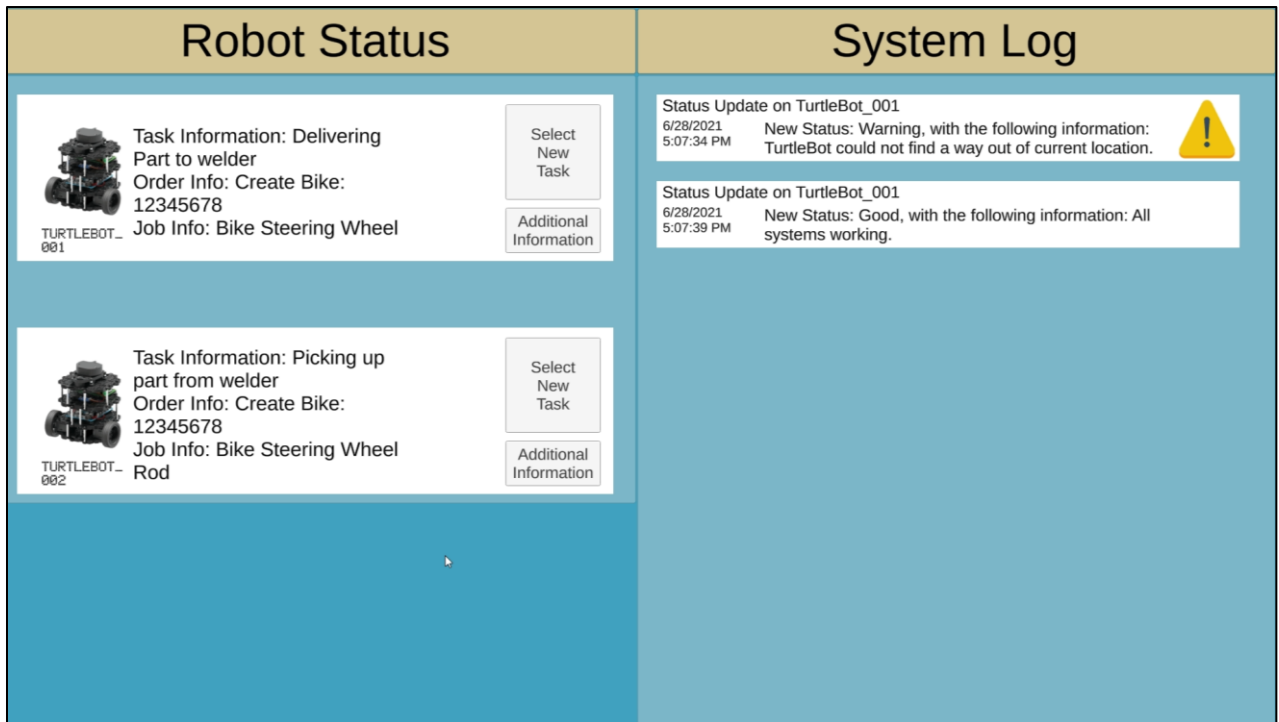 Robot Status
Task Information: Delivering
Part to welder
Order Info: Create Bike:
12345678
Job Info: Bike Steering Wheel
TURTLEBOT_
001
Select
New
Task
Additional
Information
Task Information: Picking up
part from welder
Order Info: Create Bike:
12345678
Job Info: Bike Steering Wheel
Rod
TURTLEBOT_
002
Select
New
Task
Additional
Information
System Log
Status Update on TurtleBot_001
6/28/2021
5:07:34 PM
New Status: Warning, with the following information:
TurtleBot could not find a way out of current location.
!
Status Update on TurtleBot_001
6/28/2021
5:07:39 PM
New Status: Good, with the following information: All
systems working.